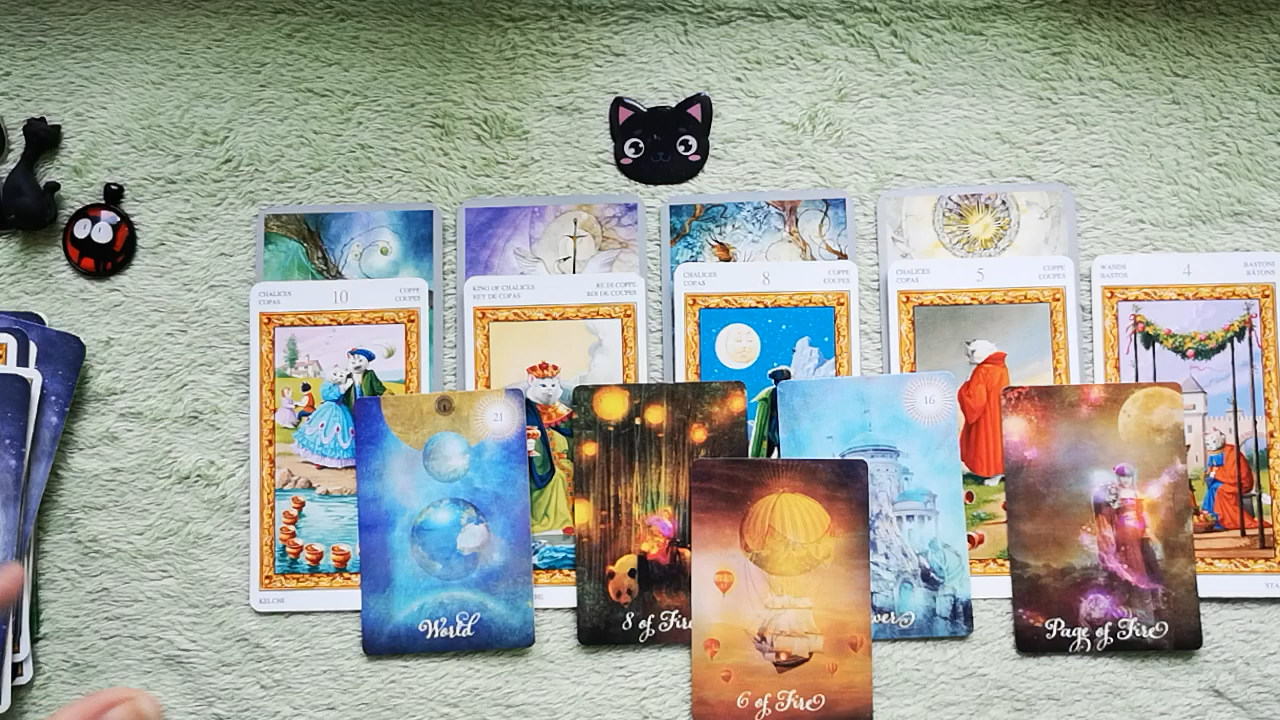 CHALICES
COPAS
10
COPPE
COUPES
KING OF CHALICES
REY DE COPAS
RE DI COPPE
ROI DE COUPES
CHALICES
COPAS
8
COPPE
COUPES
CHALICES
COPAS
5
COPPE
COUPES
WANDS
BASTOS
4
BASTONI
BÂTONS
KELCHE
21
World
8 of Fire
6 of Fire
16
Page of Fire